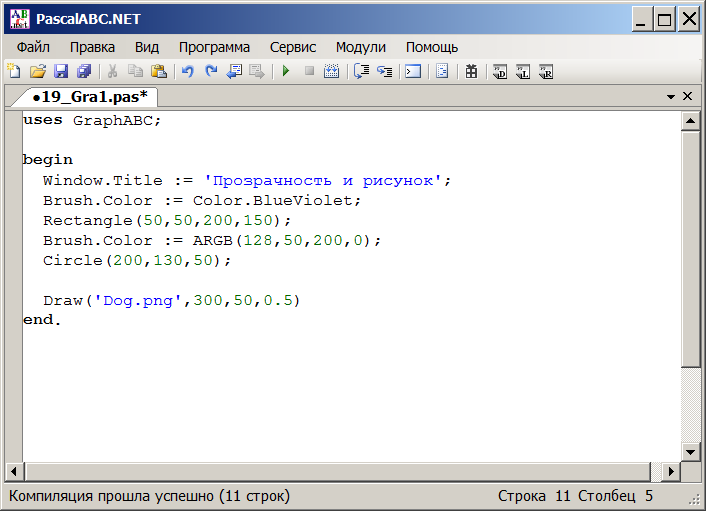 PascalABC.NET
Файл Правка Вид Программа Сервис Модули Помощь
●19_Gra1.pas*
uses GraphABC;
begin
Window.Title := 'Прозрачность и рисунок';
Brush.Color := Color.BlueViolet;
Rectangle(50,50,200,150);
Brush.Color := ARGB(128,50,200,0);
Circle(200,130,50);
Draw('Dog.png',300,50,0.5)
end.
Компиляция прошла успешно (11 строк) Строка 11 Столбец 5